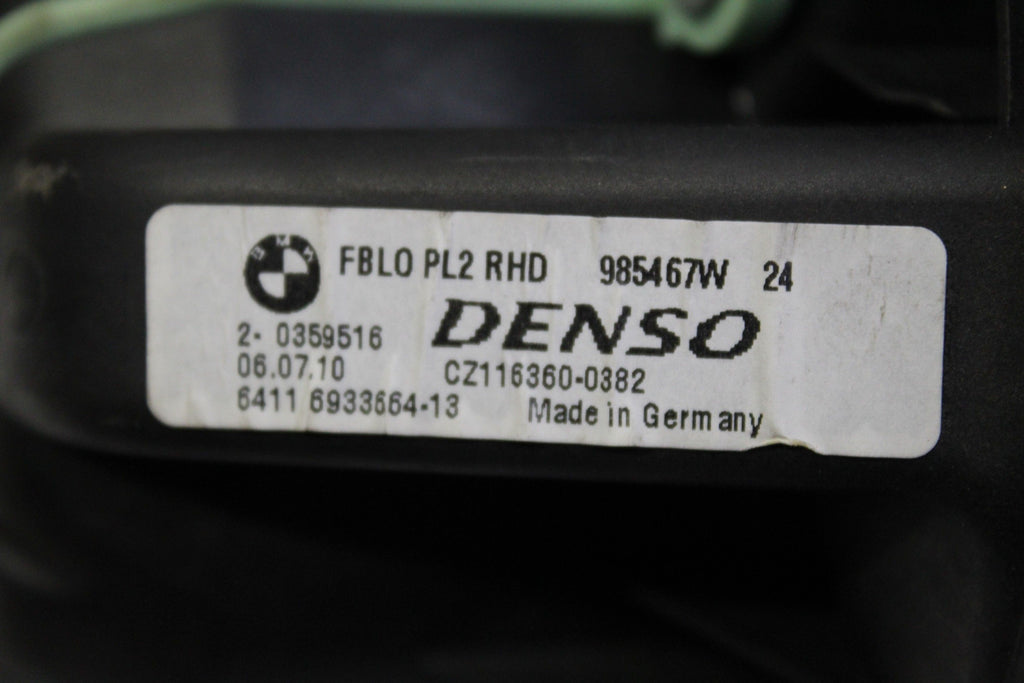 BMW FBLO PL2 RHD 985467W 24
DENSO
2- 0359516
06.07.10 CZ116360-0382
6411 6933664-13 Made in Germany